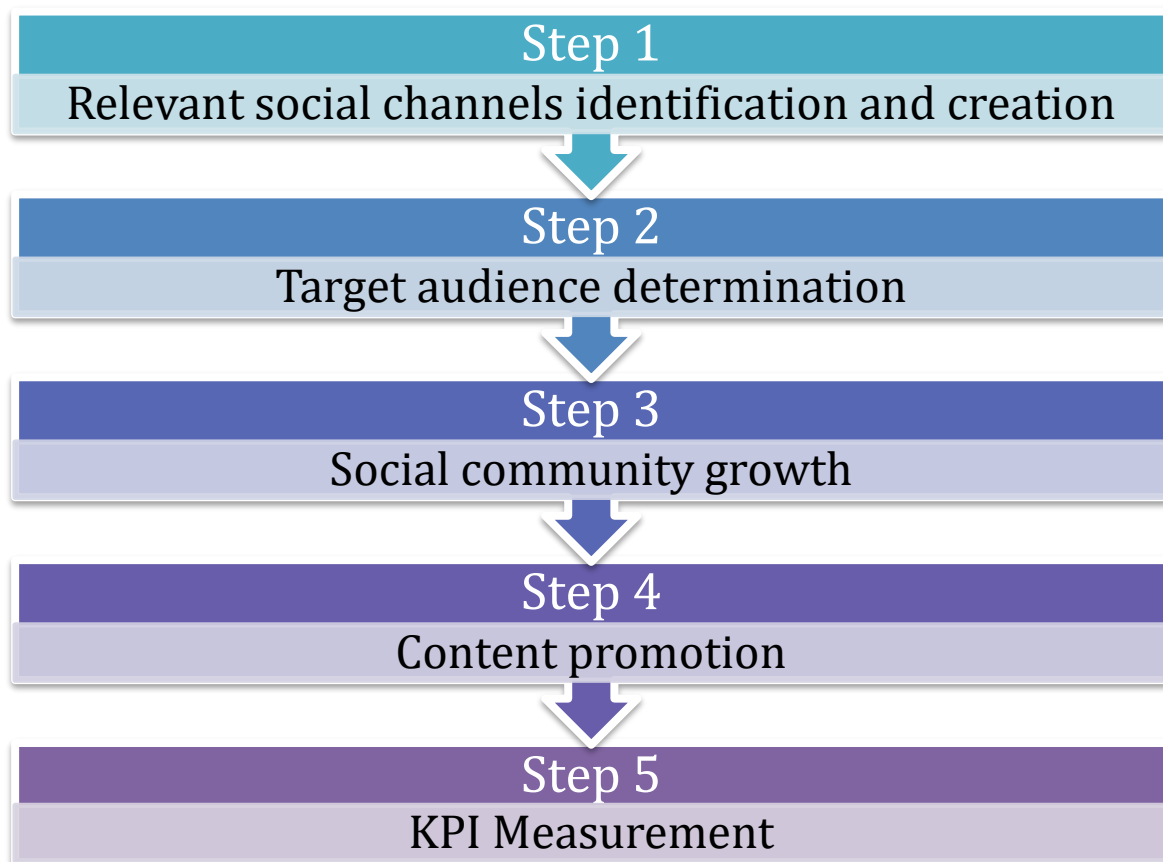 Step 1
Relevant social channels identification and creation
Step 2
Target audience determination
Step 3
Social community growth
Step 4
Content promotion
Step 5
KPI Measurement